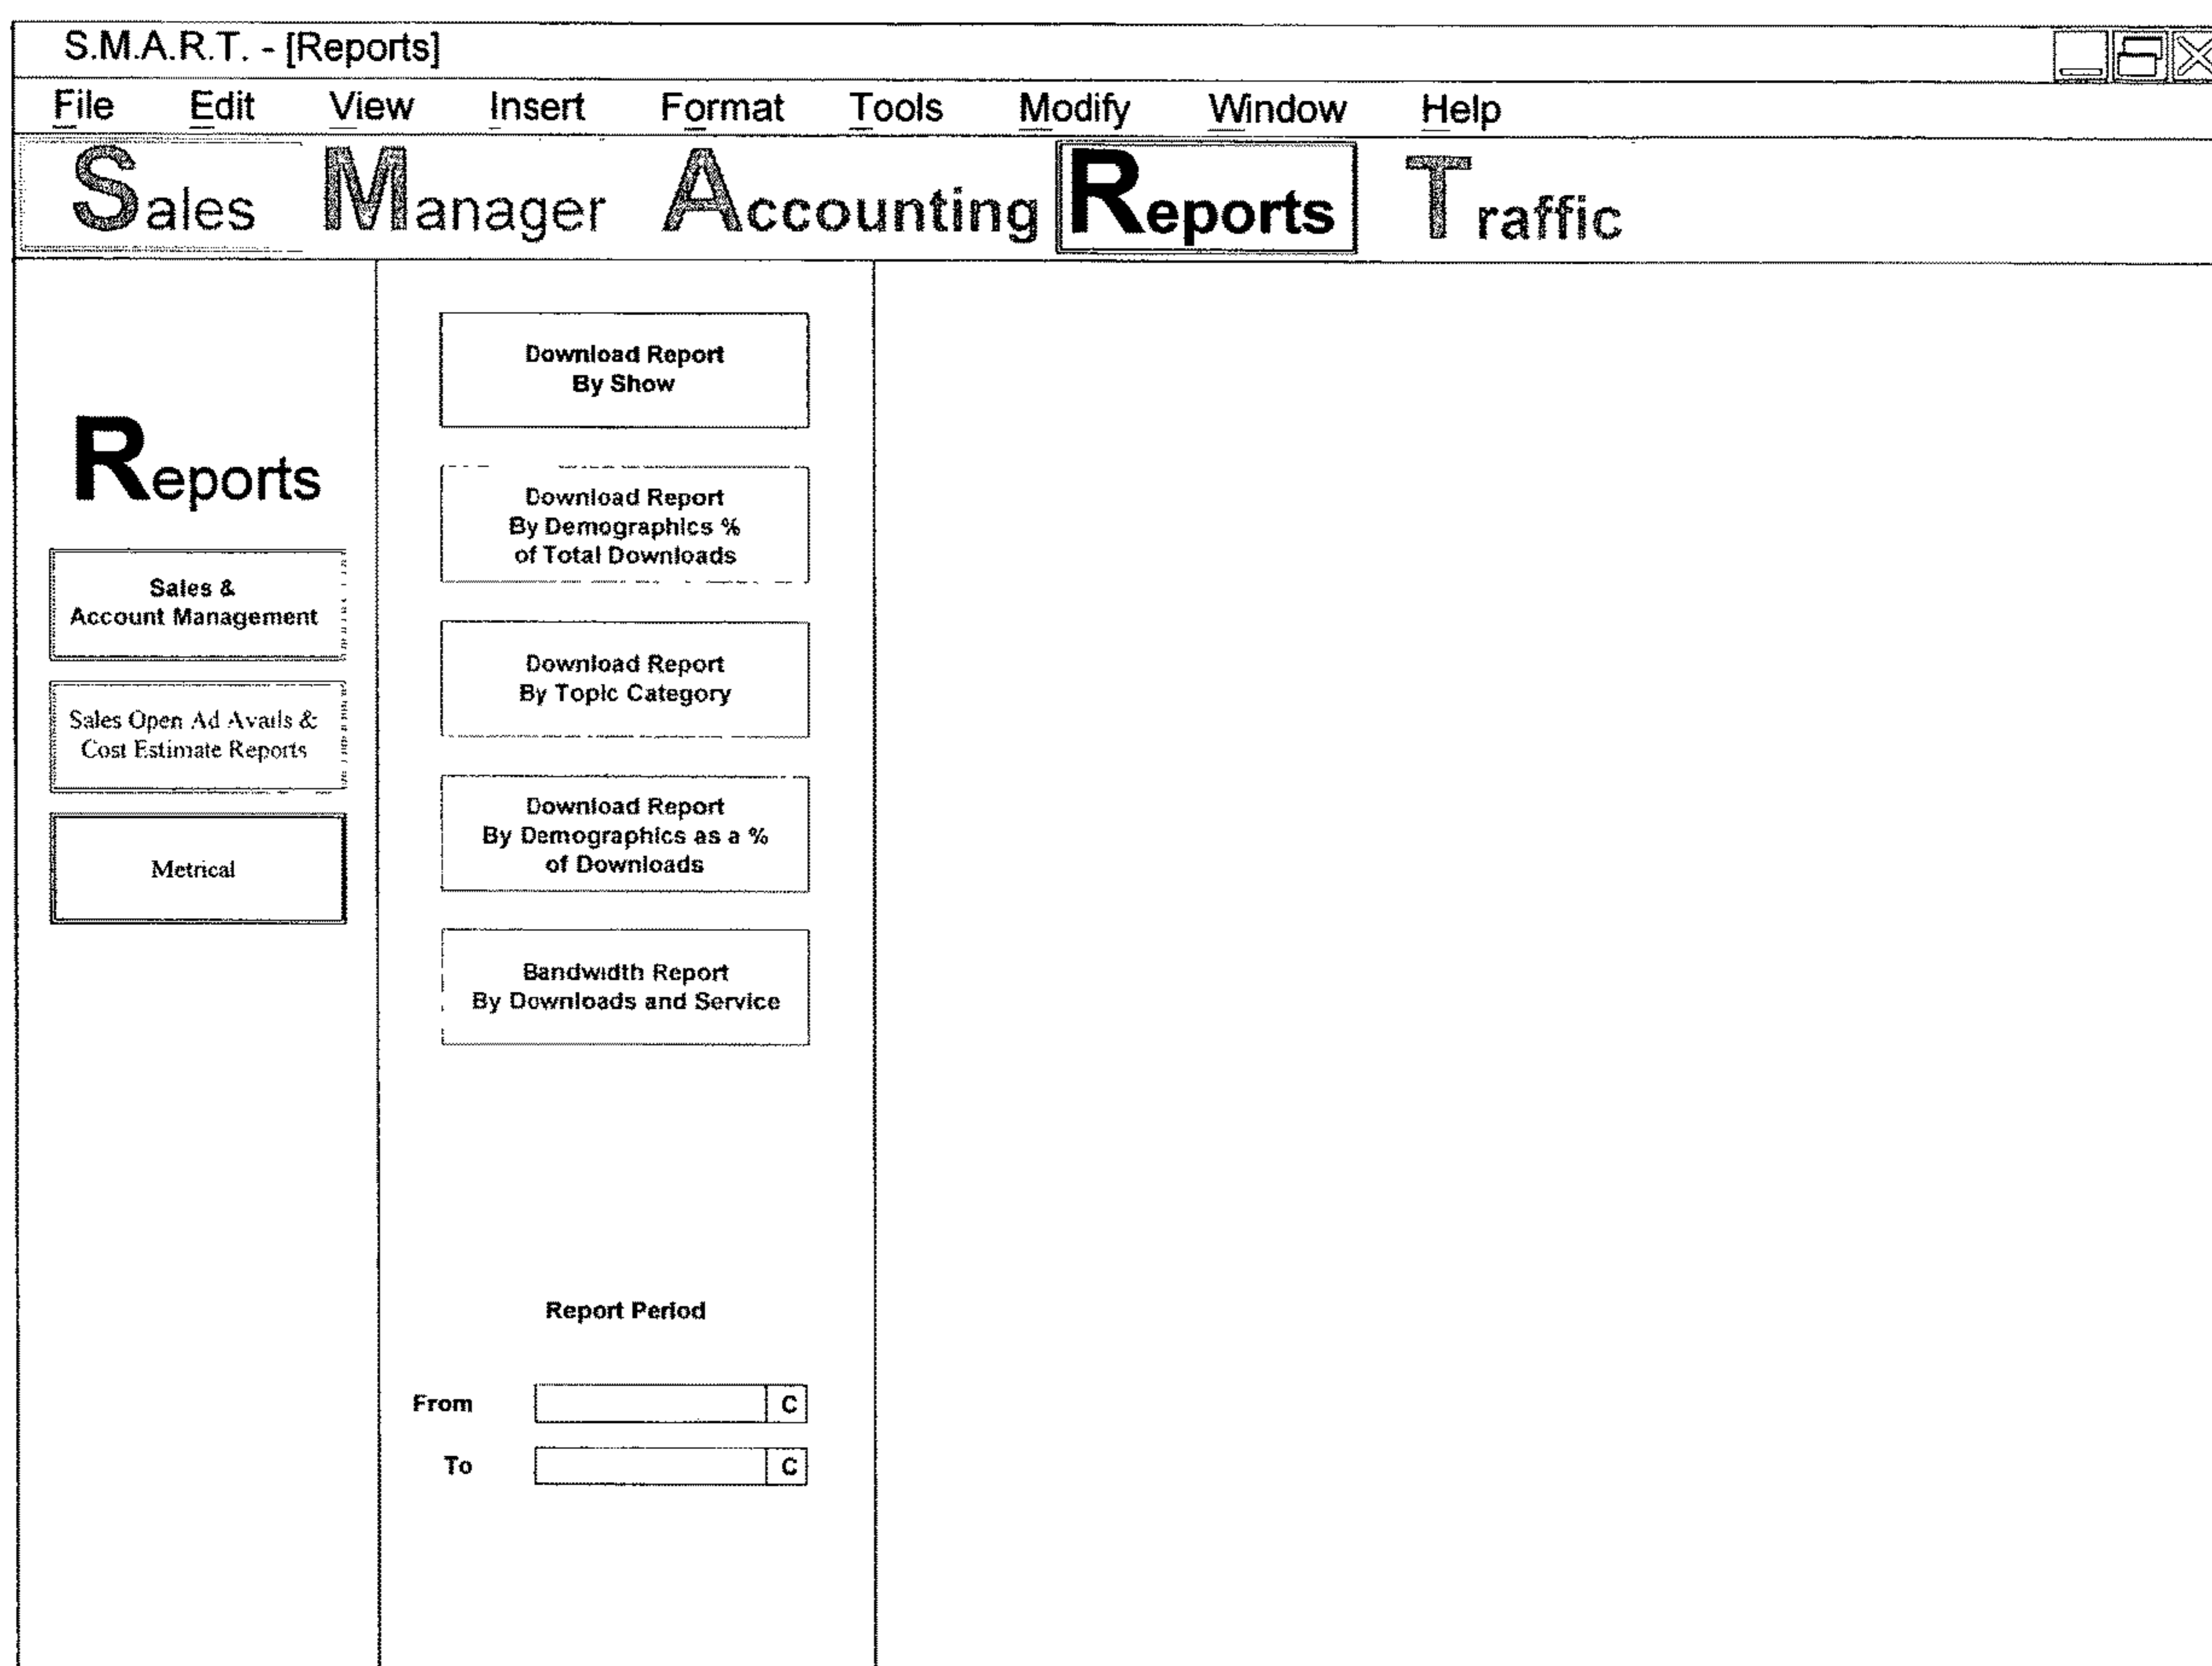 S.M.A.R.T. - [Reports]
File Edit View Insert Format Tools Modify Window Help
Sales Manager Accounting Reports Traffic
Reports
Sales &
Account Management
Sales Open Ad Avails &
Cost Estimate Reports
Metrical
Download Report
By Show
Download Report
By Demographics %
of Total Downloads
Download Report
By Topic Category
Download Report
By Demographics as a %
of Downloads
Bandwidth Report
By Downloads and Service
Report Period
From C
To C